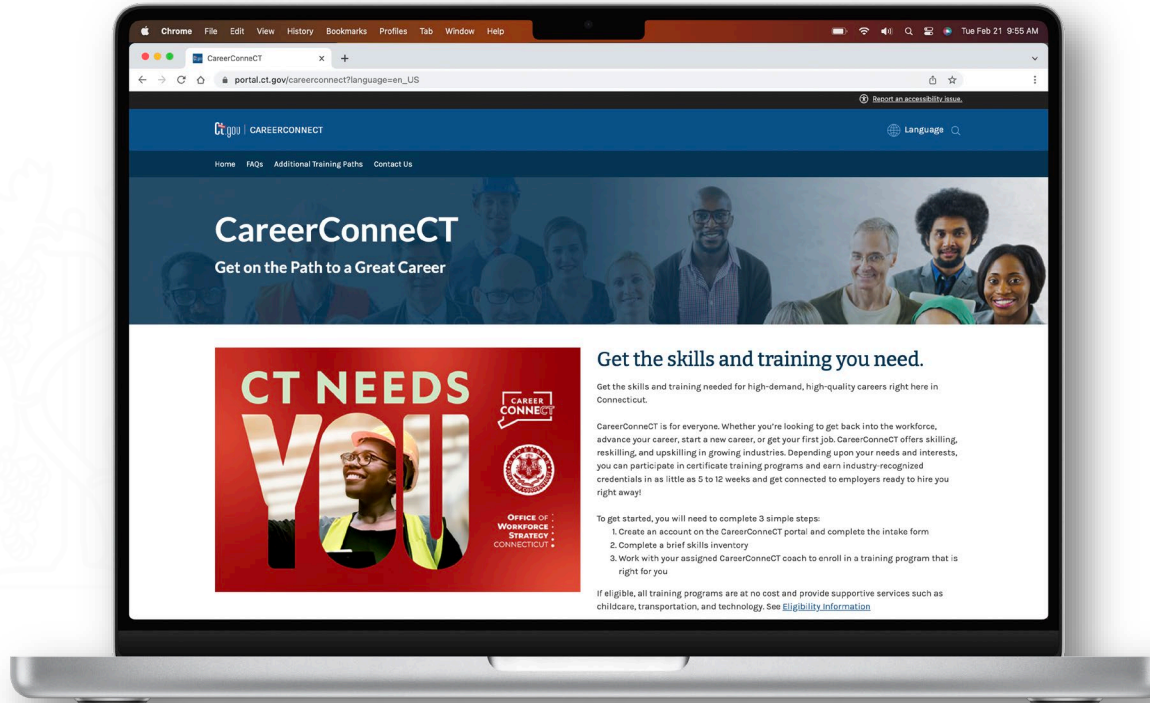 Chrome File Edit View History Bookmarks Profiles Tab Window Help
Tue Feb 21 9:55 AM
CareerConneCT
portal.ct.gov/careerconnect?language=en_US
Report an accessibility issue.
Ct.gov | CAREERCONNECT
Language
Home FAQs Additional Training Paths Contact Us
CareerConneCT
Get on the Path to a Great Career
CT NEEDS
YOU
CAREER
CONNECT
OFFICE OF
WORKFORCE
STRATEGY
CONNECTICUT
Get the skills and training you need.
Get the skills and training needed for high-demand, high-quality careers right here in
Connecticut.
CareerConneCT is for everyone. Whether you're looking to get back into the workforce,
advance your career, start a new career, or get your first job. CareerConneCT offers skilling,
reskilling, and upskilling in growing industries. Depending upon your needs and interests,
you can participate in certificate training programs and earn industry-recognized
credentials in as little as 5 to 12 weeks and get connected to employers ready to hire you
right away!
To get started, you will need to complete 3 simple steps:
1. Create an account on the CareerConneCT portal and complete the intake form
2. Complete a brief skills inventory
3. Work with your assigned CareerConneCT coach to enroll in a training program that is
right for you
If eligible, all training programs are at no cost and provide supportive services such as
childcare, transportation, and technology. See Eligibility Information